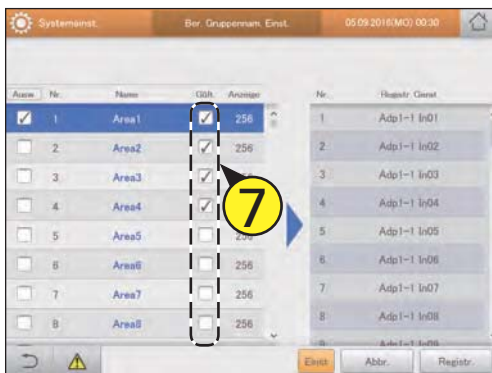 Systemeinst. Ber. Gruppennam. Einst. 05.09.2016(MO) 00:30
Ausw. Nr. Name Gült. Anzeige Nr. Registr. Gerät
1 Area1 256 1 Adp1-1 In01
2 Area2 256 2 Adp1-1 In02
3 Area3 3 Adp1-1 In03
4 Area4 4 Adp1-1 In04
7
5 Area5 5 Adp1-1 In05
6 Area6 256 6 Adp1-1 In06
7 Area7 256 7 Adp1-1 In07
8 Area8 256 8 Adp1-1 In08
Einst. Abbr. Registr.